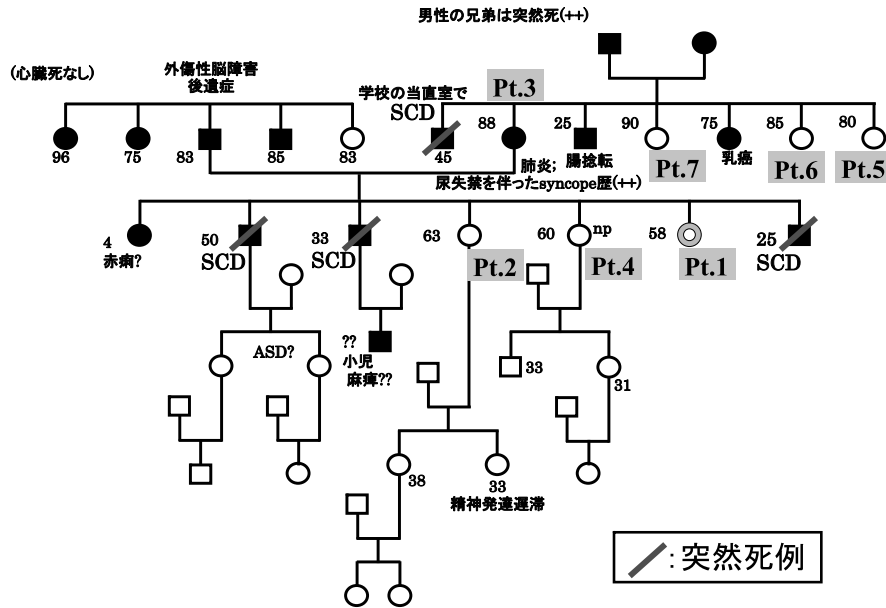 男性の兄弟は突然死(++)
(心臓死なし)
外傷性脳障害
後遺症
学校の当直室で
SCD
Pt.3
96
75
83
85
83
45
88
25
腸捻転
90
Pt.7
75
乳癌
85
Pt.6
80
Pt.5
肺炎;
尿失禁を伴ったsyncope歴(++)
4
赤痢?
50
SCD
33
SCD
63
Pt.2
60
np
Pt.4
58
Pt.1
25
SCD
ASD?
??
小児
麻痺??
33
31
38
33
精神発達遅滞
:突然死例